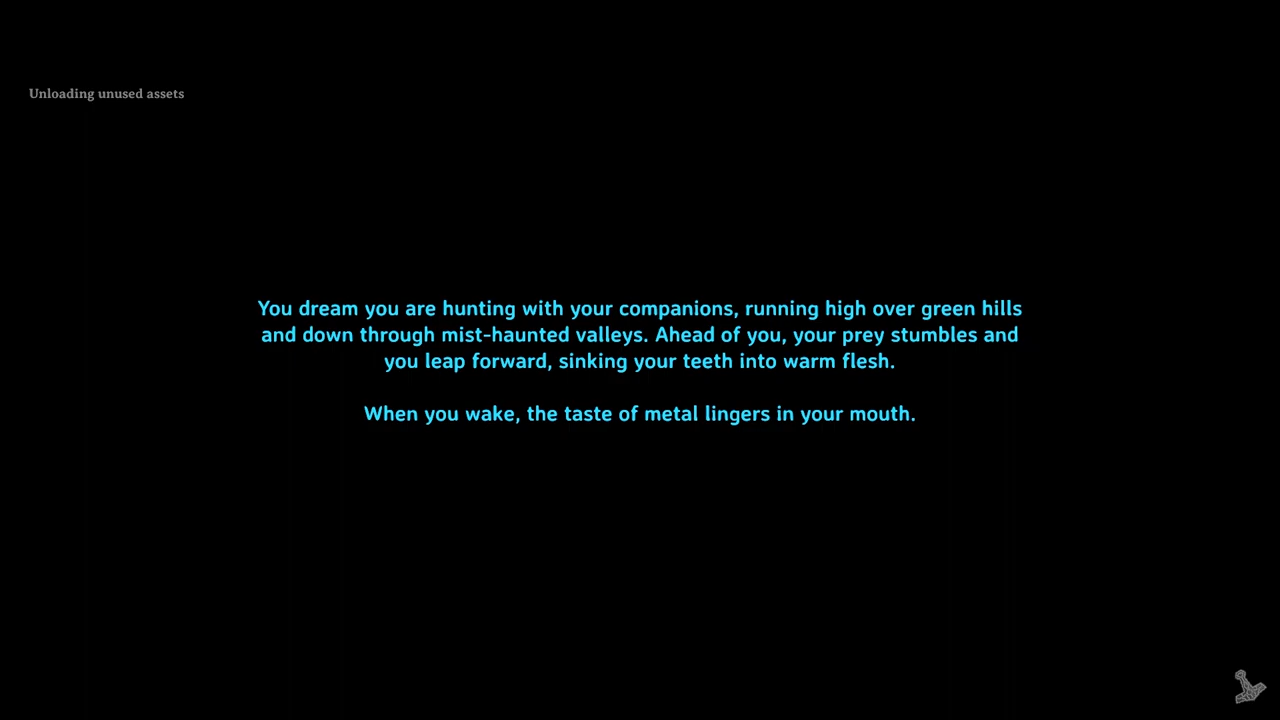 Unloading unused assets
You dream you are hunting with your companions, running high over green hills
and down through mist-haunted valleys. Ahead of you, your prey stumbles and
you leap forward, sinking your teeth into warm flesh.
When you wake, the taste of metal lingers in your mouth.